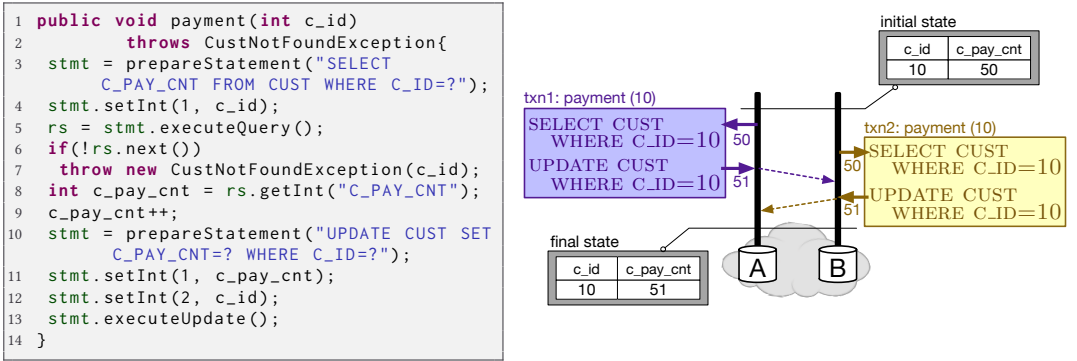 1 public void payment(int c_id)
2 throws CustNotFoundException{
3 stmt = prepareStatement("SELECT
C_PAY_CNT FROM CUST WHERE C_ID=?");
4 stmt.setInt(1, c_id);
5 rs = stmt.executeQuery();
6 if(!rs.next())
7 throw new CustNotFoundException(c_id);
8 int c_pay_cnt = rs.getInt("C_PAY_CNT");
9 c_pay_cnt++;
10 stmt = prepareStatement("UPDATE CUST SET
C_PAY_CNT=? WHERE C_ID=?");
11 stmt.setInt(1, c_pay_cnt);
12 stmt.setInt(2, c_id);
13 stmt.executeUpdate();
14 }
initial state
c_id c_pay_cnt
10 50
txn1: payment (10)
SELECT CUST
WHERE C_ID=10
UPDATE CUST
WHERE C_ID=10
50
51
txn2: payment (10)
SELECT CUST
WHERE C_ID=10
UPDATE CUST
WHERE C_ID=10
50
51
final state
c_id c_pay_cnt
10 51
A
B